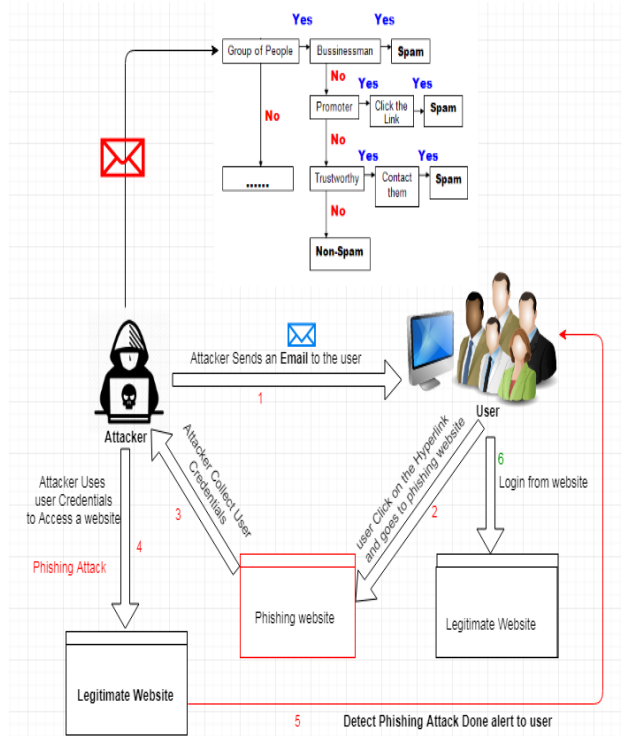 Yes
Yes
Group of People
Bussinessman
Spam
No
Yes
Yes
No
Promoter
Click the
Link
Spam
No
Yes
Yes
......
Trustworthy
Contact
them
Spam
No
Non-Spam
Attacker Sends an Email to the user
1
User
Attacker
Attacker Collect User
Credentials
3
user Click on the Hyperlink
and goes to phishing website
2
6
Login from website
Attacker Uses
user Credentials
to Access a website
4
Phishing Attack
Phishing website
Legitimate Website
Legitimate Website
5
Detect Phishing Attack Done alert to user